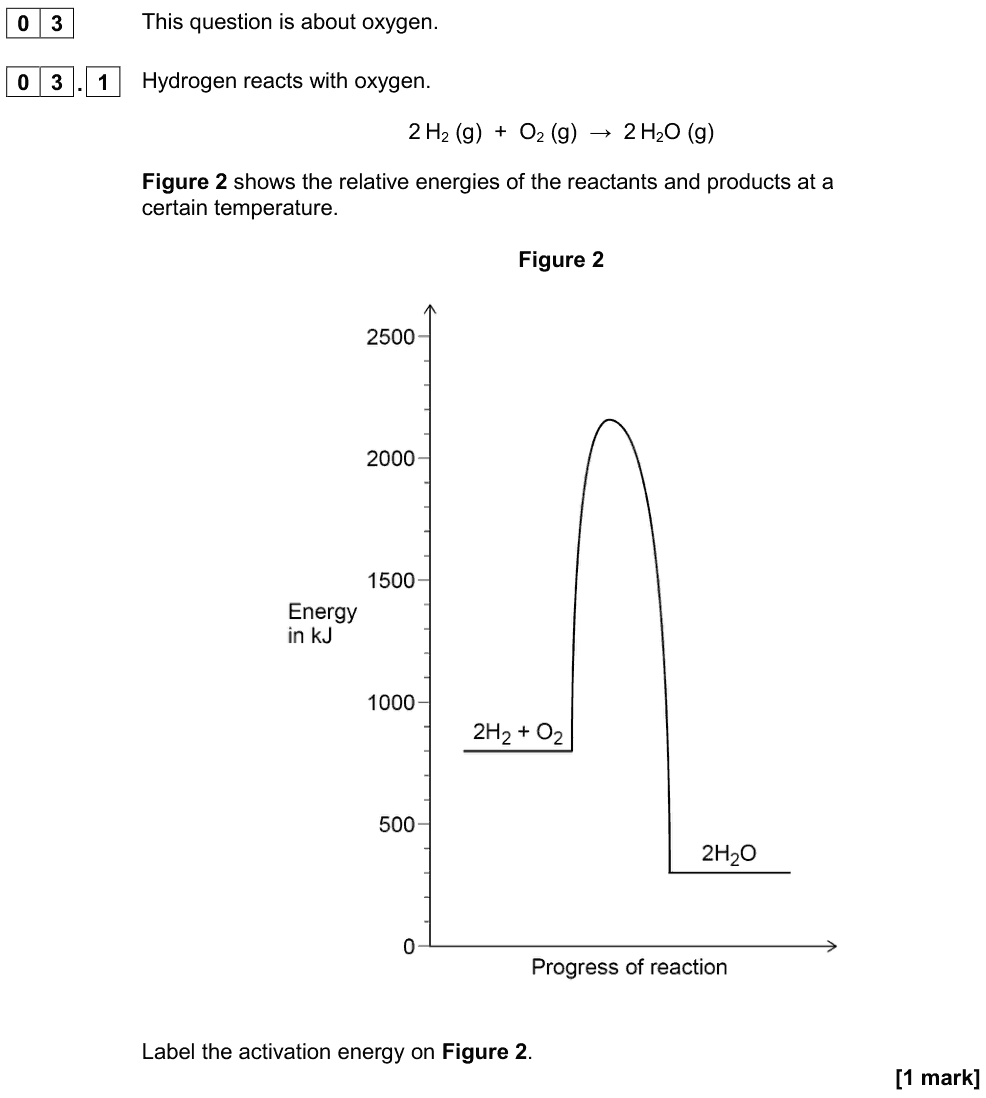 0 3 This question is about oxygen.
0 3 . 1 Hydrogen reacts with oxygen.
2 H₂ (g) + O₂ (g) → 2 H₂O (g)
Figure 2 shows the relative energies of the reactants and products at a
certain temperature.
Figure 2
2500
2000
1500
Energy
in kJ
1000
2H₂ + O₂
500
2H₂O
0
Progress of reaction
Label the activation energy on Figure 2.
[1 mark]